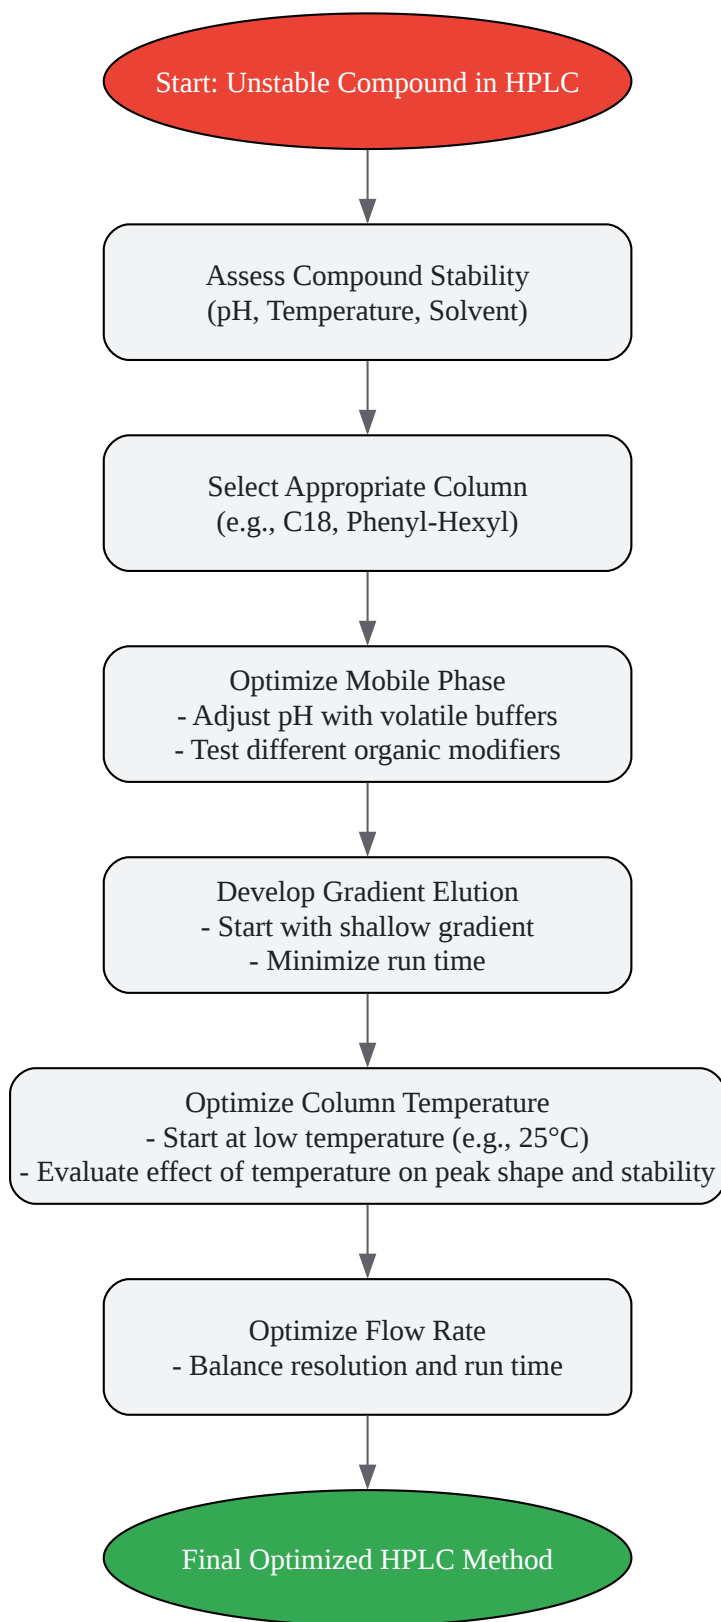 Start: Unstable Compound in HPLC
Assess Compound Stability
(pH, Temperature, Solvent)
Select Appropriate Column
(e.g., C18, Phenyl-Hexyl)
Optimize Mobile Phase
- Adjust pH with volatile buffers
- Test different organic modifiers
Develop Gradient Elution
- Start with shallow gradient
- Minimize run time
Optimize Column Temperature
- Start at low temperature (e.g., 25°C)
- Evaluate effect of temperature on peak shape and stability
Optimize Flow Rate
- Balance resolution and run time
Final Optimized HPLC Method